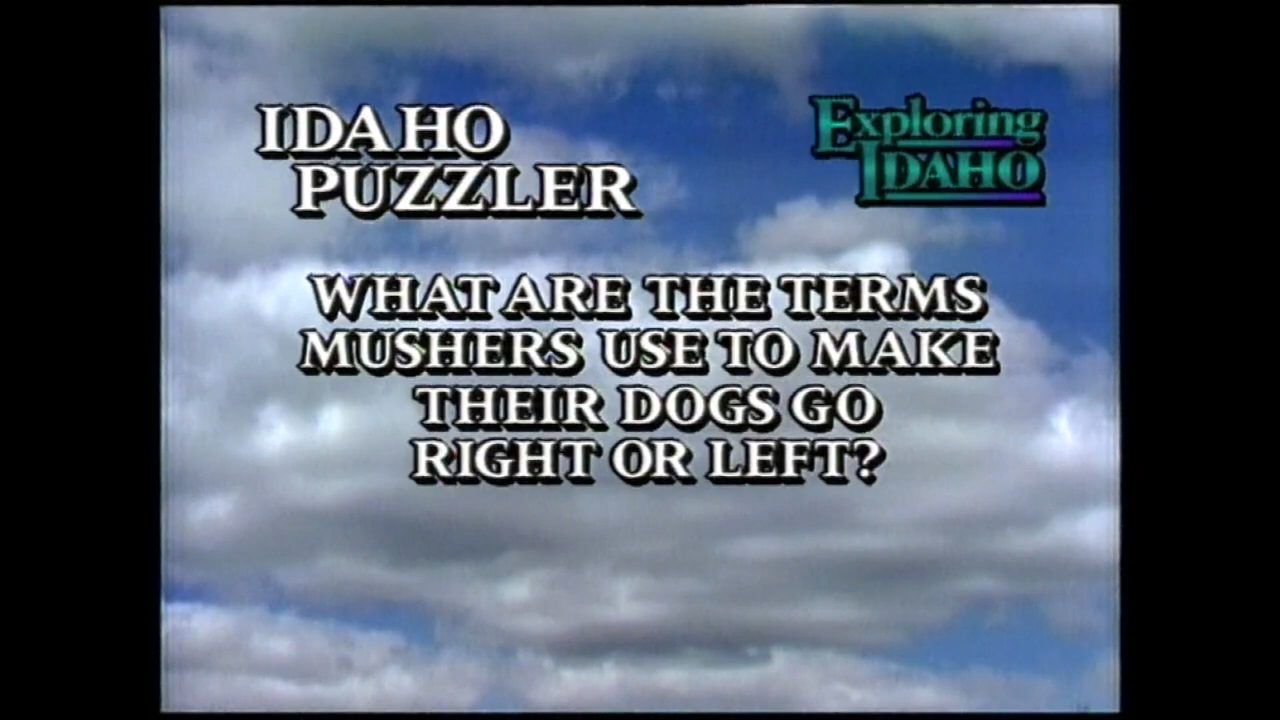 IDAHO
PUZZLER
Exploring
IDAHO
WHAT ARE THE TERMS
MUSHERS USE TO MAKE
THEIR DOGS GO
RIGHT OR LEFT?